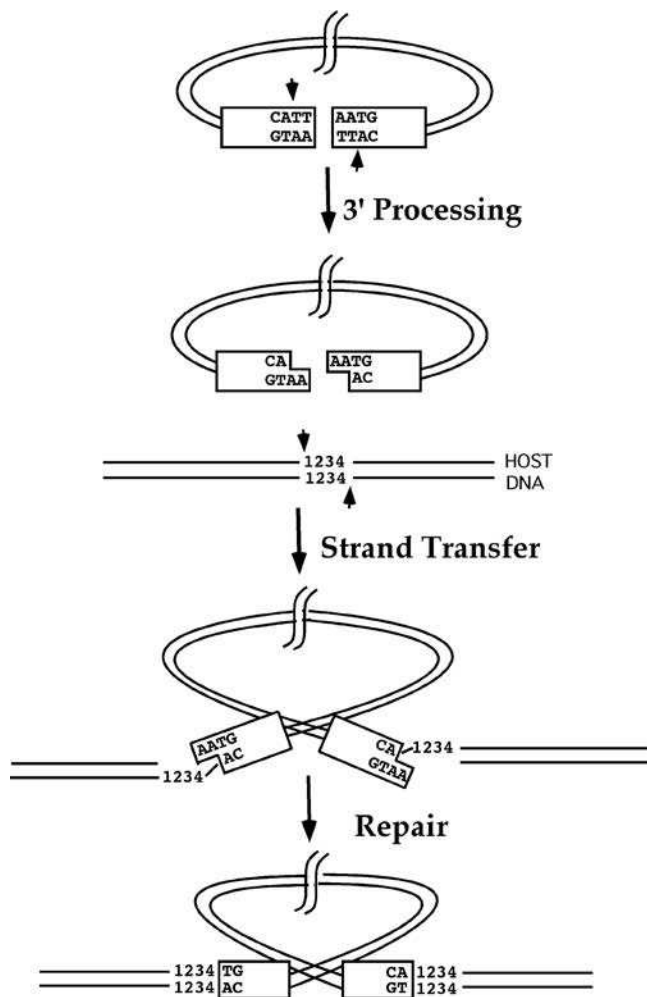 CATT AATG
GTAA TTAC
3' Processing
CA AATG
GTAA AC
1234 HOST
1234 DNA
Strand Transfer
AATG CA 1234
1234 AC GTAA
Repair
1234 TG CA 1234
1234 AC GT 1234